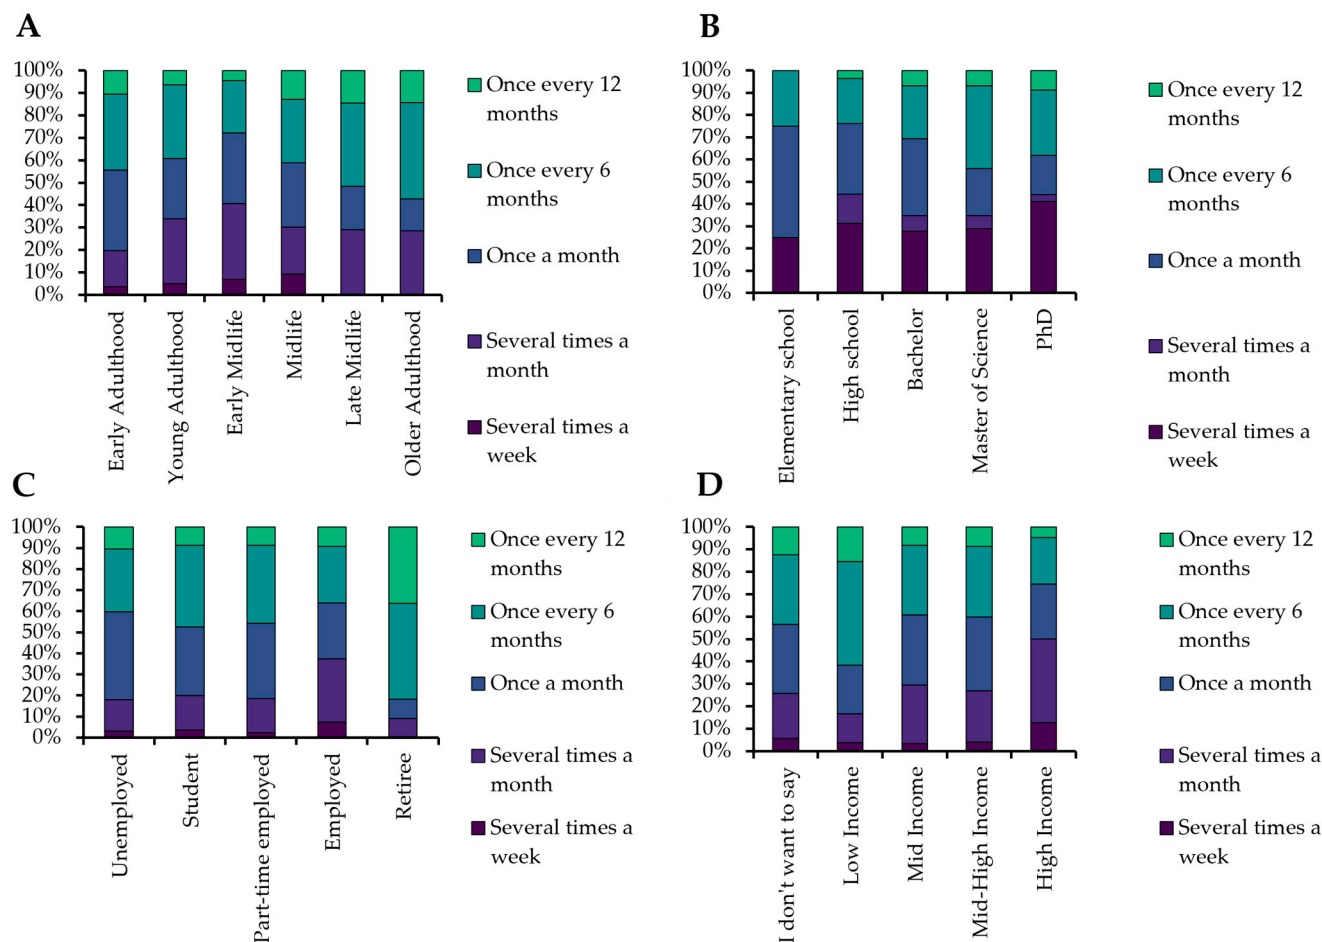 A
100%
90%
80%
70%
60%
50%
40%
30%
20%
10%
0%
Early Adulthood
Young Adulthood
Early Midlife
Midlife
Late Midlife
Older Adulthood
Once every 12
months
Once every 6
months
Once a month
Several times a
month
Several times a
week
B
100%
90%
80%
70%
60%
50%
40%
30%
20%
10%
0%
Elementary school
High school
Bachelor
Master of Science
PhD
Once every 12
months
Once every 6
months
Once a month
Several times a
month
Several times a
week
C
100%
90%
80%
70%
60%
50%
40%
30%
20%
10%
0%
Unemployed
Student
Part-time employed
Employed
Retiree
Once every 12
months
Once every 6
months
Once a month
Several times a
month
Several times a
week
D
100%
90%
80%
70%
60%
50%
40%
30%
20%
10%
0%
I don't want to say
Low Income
Mid Income
Mid-High Income
High Income
Once every 12
months
Once every 6
months
Once a month
Several times a
month
Several times a
week